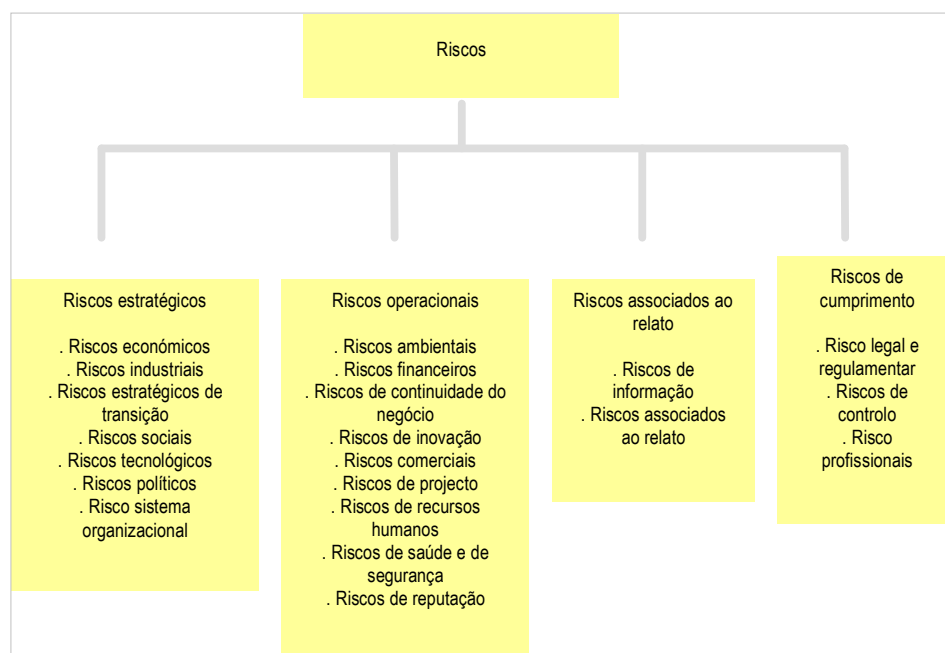 Riscos
Riscos estratégicos
. Riscos económicos
. Riscos industriais
. Riscos estratégicos de
transição
. Riscos sociais
. Riscos tecnológicos
. Riscos políticos
. Risco sistema
organizacional
Riscos operacionais
. Riscos ambientais
. Riscos financeiros
. Riscos de continuidade do
negócio
. Riscos de inovação
. Riscos comerciais
. Riscos de projecto
. Riscos de recursos
humanos
. Riscos de saúde e de
segurança
. Riscos de reputação
Riscos associados ao
relato
. Riscos de
informação
. Riscos associados
ao relato
Riscos de
cumprimento
. Risco legal e
regulamentar
. Riscos de
controlo
. Risco
profissionais